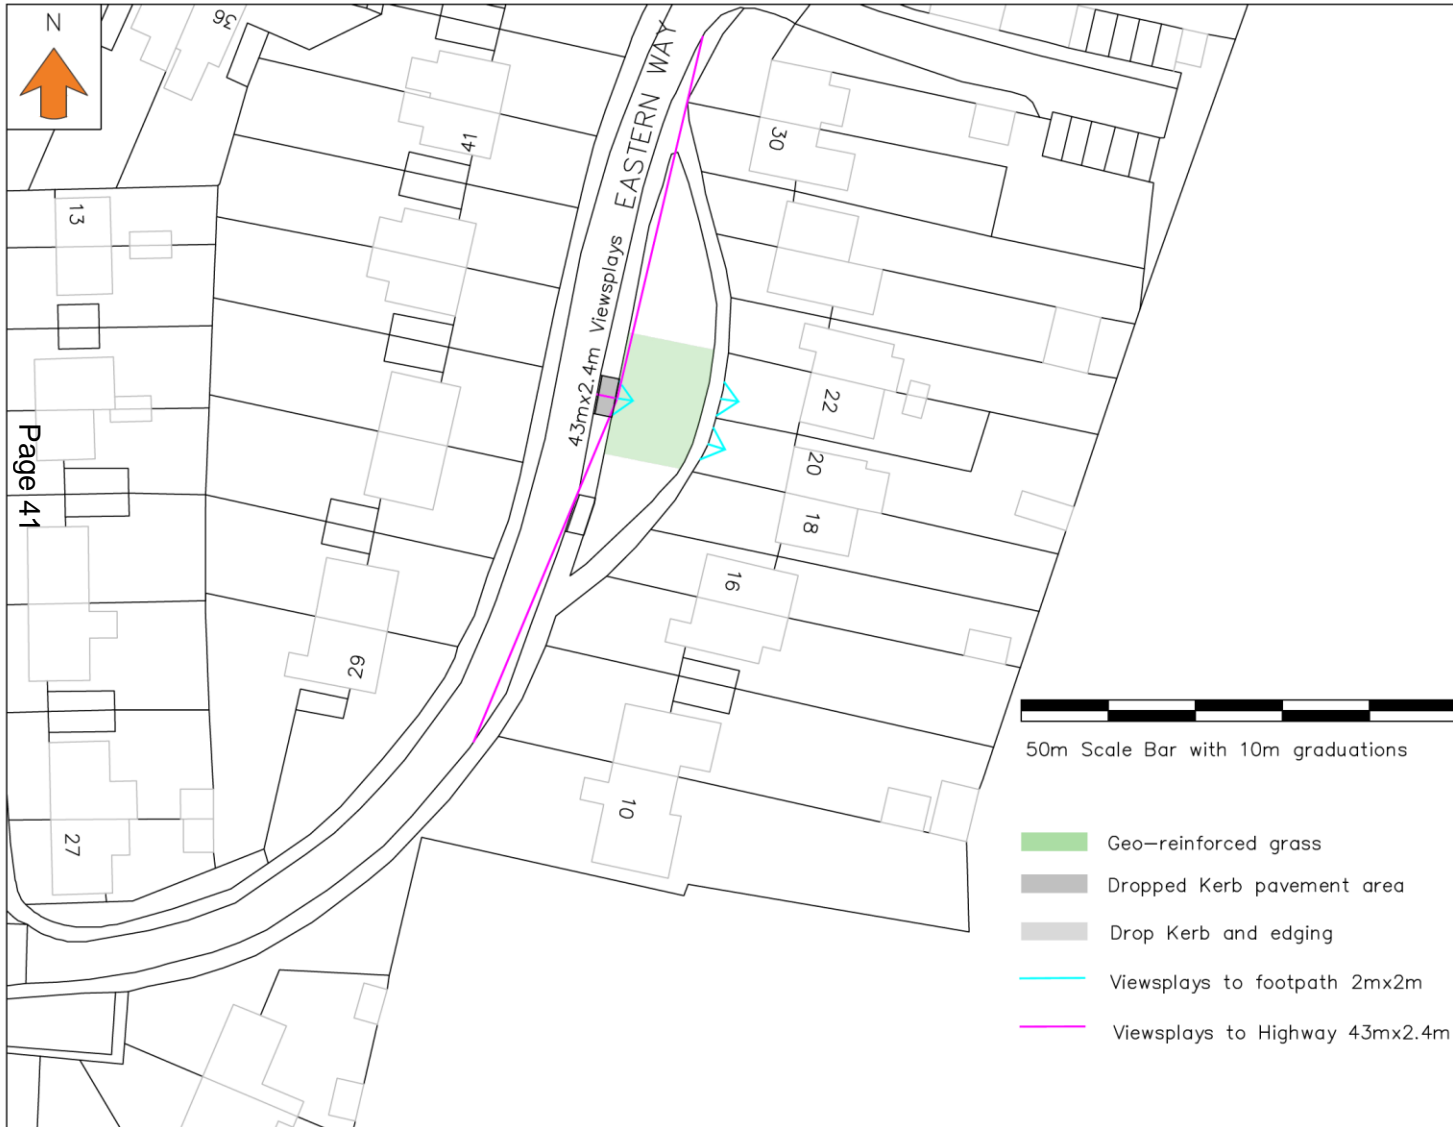 N
36
EASTERN WAY
41
30
13
43mx2.4m Viewsplays
22
20
18
Page 41
16
29
10
27
50m Scale Bar with 10m graduations
Geo-reinforced grass
Dropped Kerb pavement area
Drop Kerb and edging
Viewsplays to footpath 2mx2m
Viewsplays to Highway 43mx2.4m